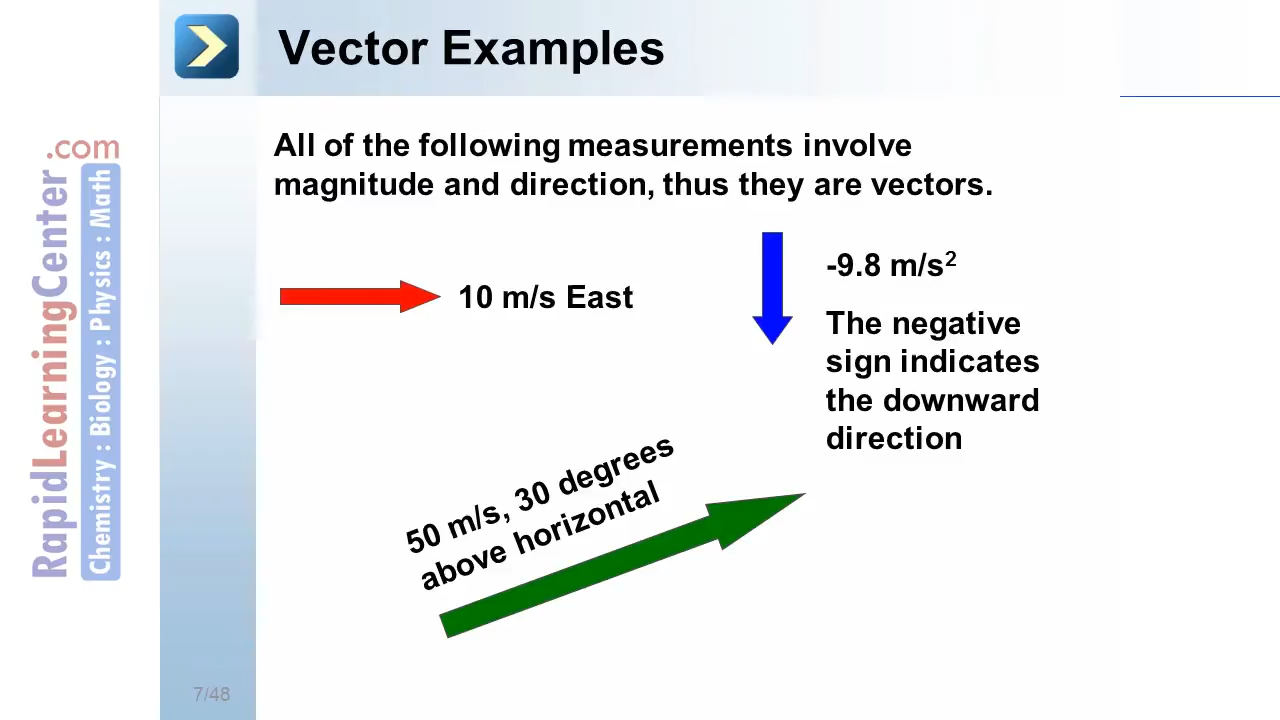 Vector Examples
All of the following measurements involve
magnitude and direction, thus they are vectors.
10 m/s East
-9.8 m/s²
The negative
sign indicates
the downward
direction
50 m/s, 30 degrees
above horizontal
RapidLearningCenter.com
Chemistry : Biology : Physics : Math
7/48